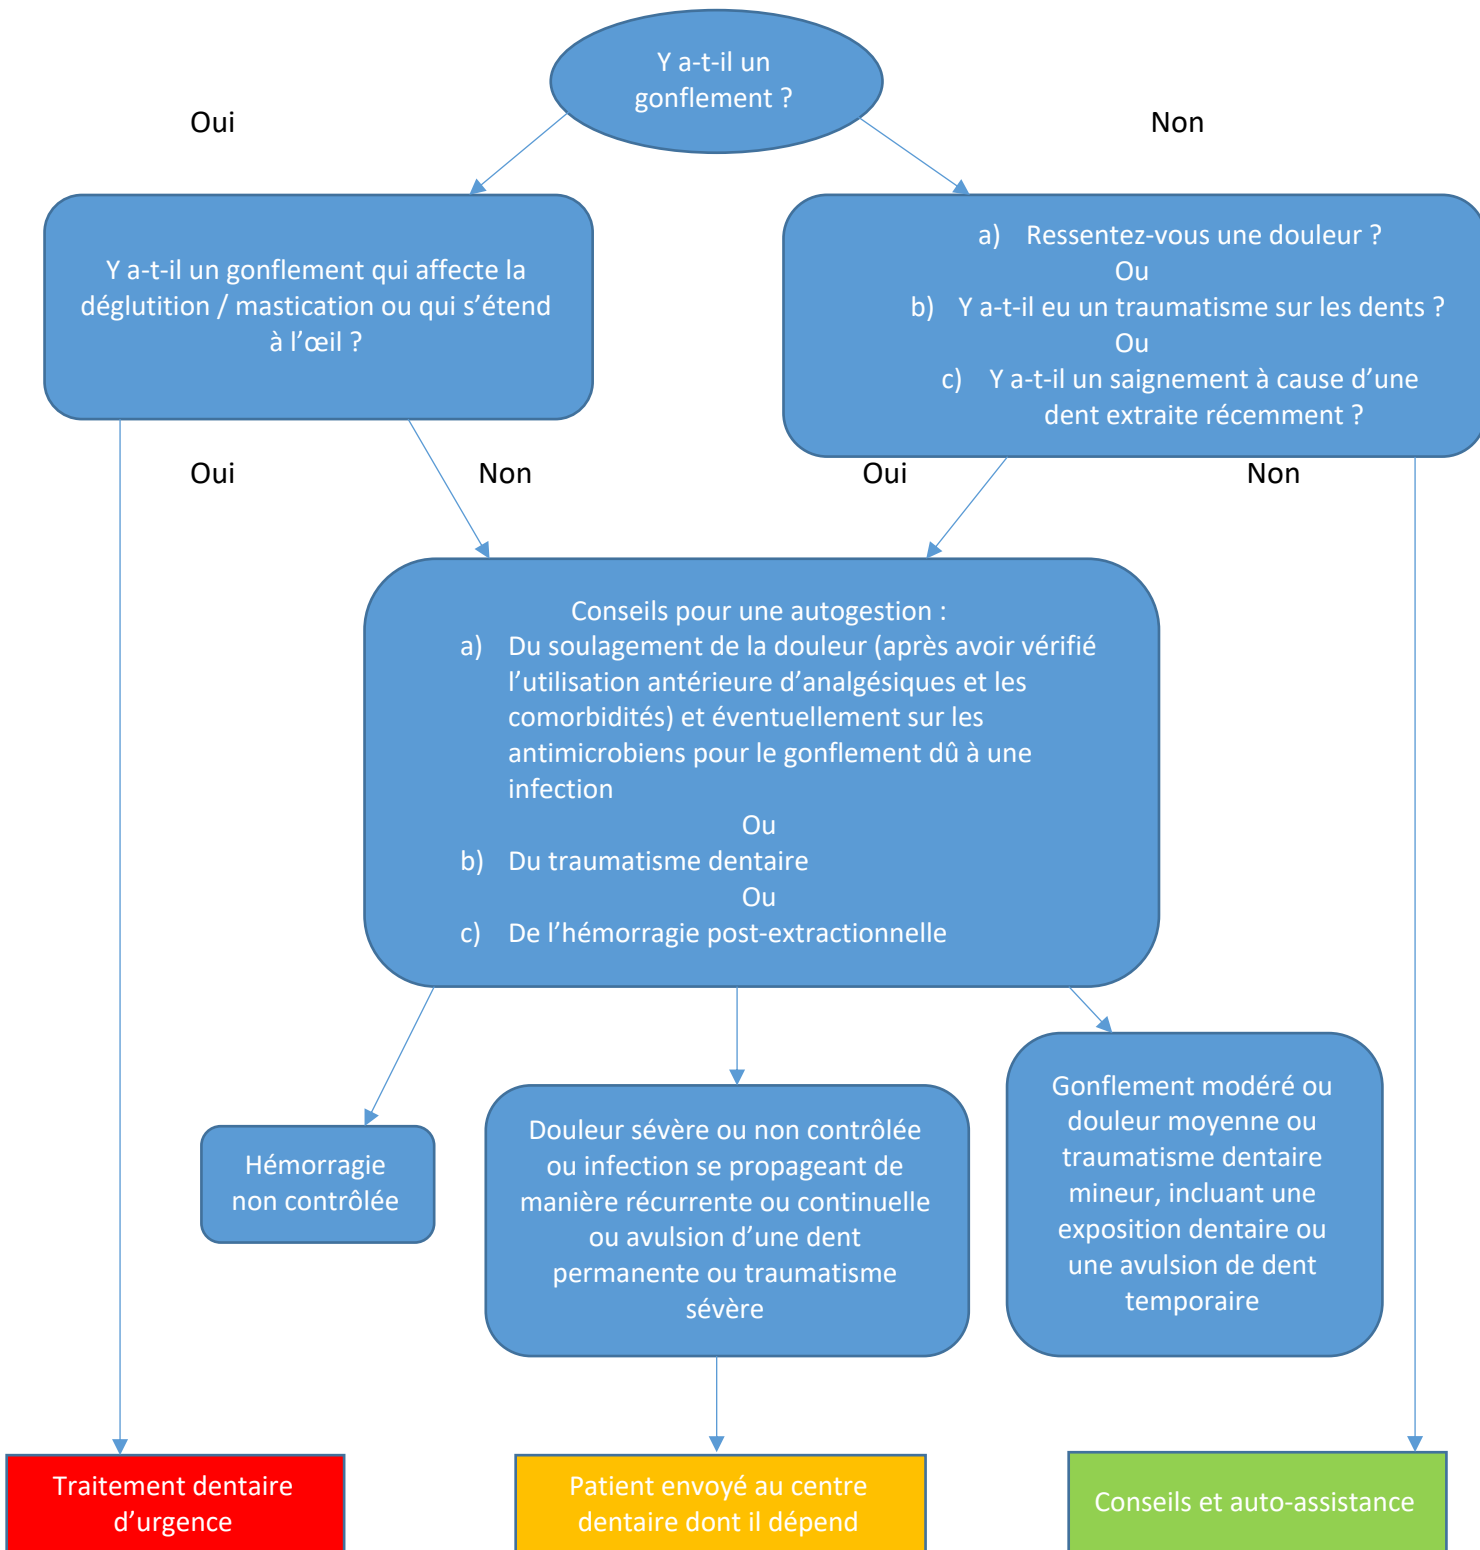 Y a-t-il un
gonflement ?
Oui
Non
Y a-t-il un gonflement qui affecte la
déglutition / mastication ou qui s’étend
à l’œil ?
a) Ressentez-vous une douleur ?
Ou
b) Y a-t-il eu un traumatisme sur les dents ?
Ou
c) Y a-t-il un saignement à cause d’une
dent extraite récemment ?
Oui
Non
Oui
Non
Conseils pour une autogestion :
a) Du soulagement de la douleur (après avoir vérifié
l’utilisation antérieure d’analgésiques et les
comorbidités) et éventuellement sur les
antimicrobiens pour le gonflement dû à une
infection
Ou
b) Du traumatisme dentaire
Ou
c) De l’hémorragie post-extractionnelle
Hémorragie
non contrôlée
Douleur sévère ou non contrôlée
ou infection se propageant de
manière récurrente ou continuelle
ou avulsion d’une dent
permanente ou traumatisme
sévère
Gonflement modéré ou
douleur moyenne ou
traumatisme dentaire
mineur, incluant une
exposition dentaire ou
une avulsion de dent
temporaire
Traitement dentaire
d’urgence
Patient envoyé au centre
dentaire dont il dépend
Conseils et auto-assistance